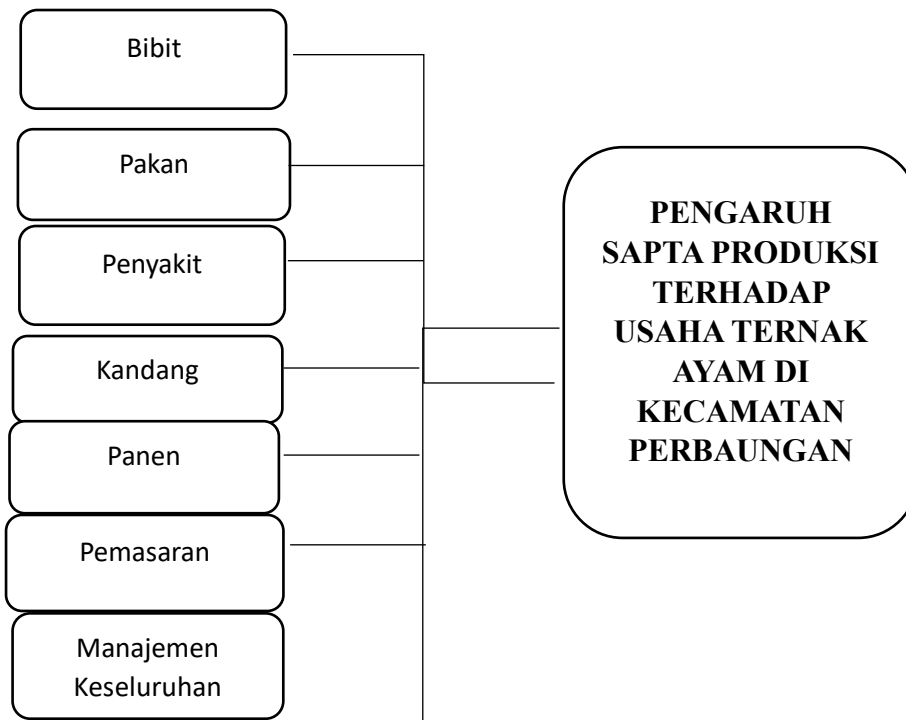 Bibit
Pakan
Penyakit
Kandang
Panen
Pemasaran
Manajemen
Keseluruhan
PENGARUH
SAPTA PRODUKSI
TERHADAP
USAHA TERNAK
AYAM DI
KECAMATAN
PERBAUNGAN